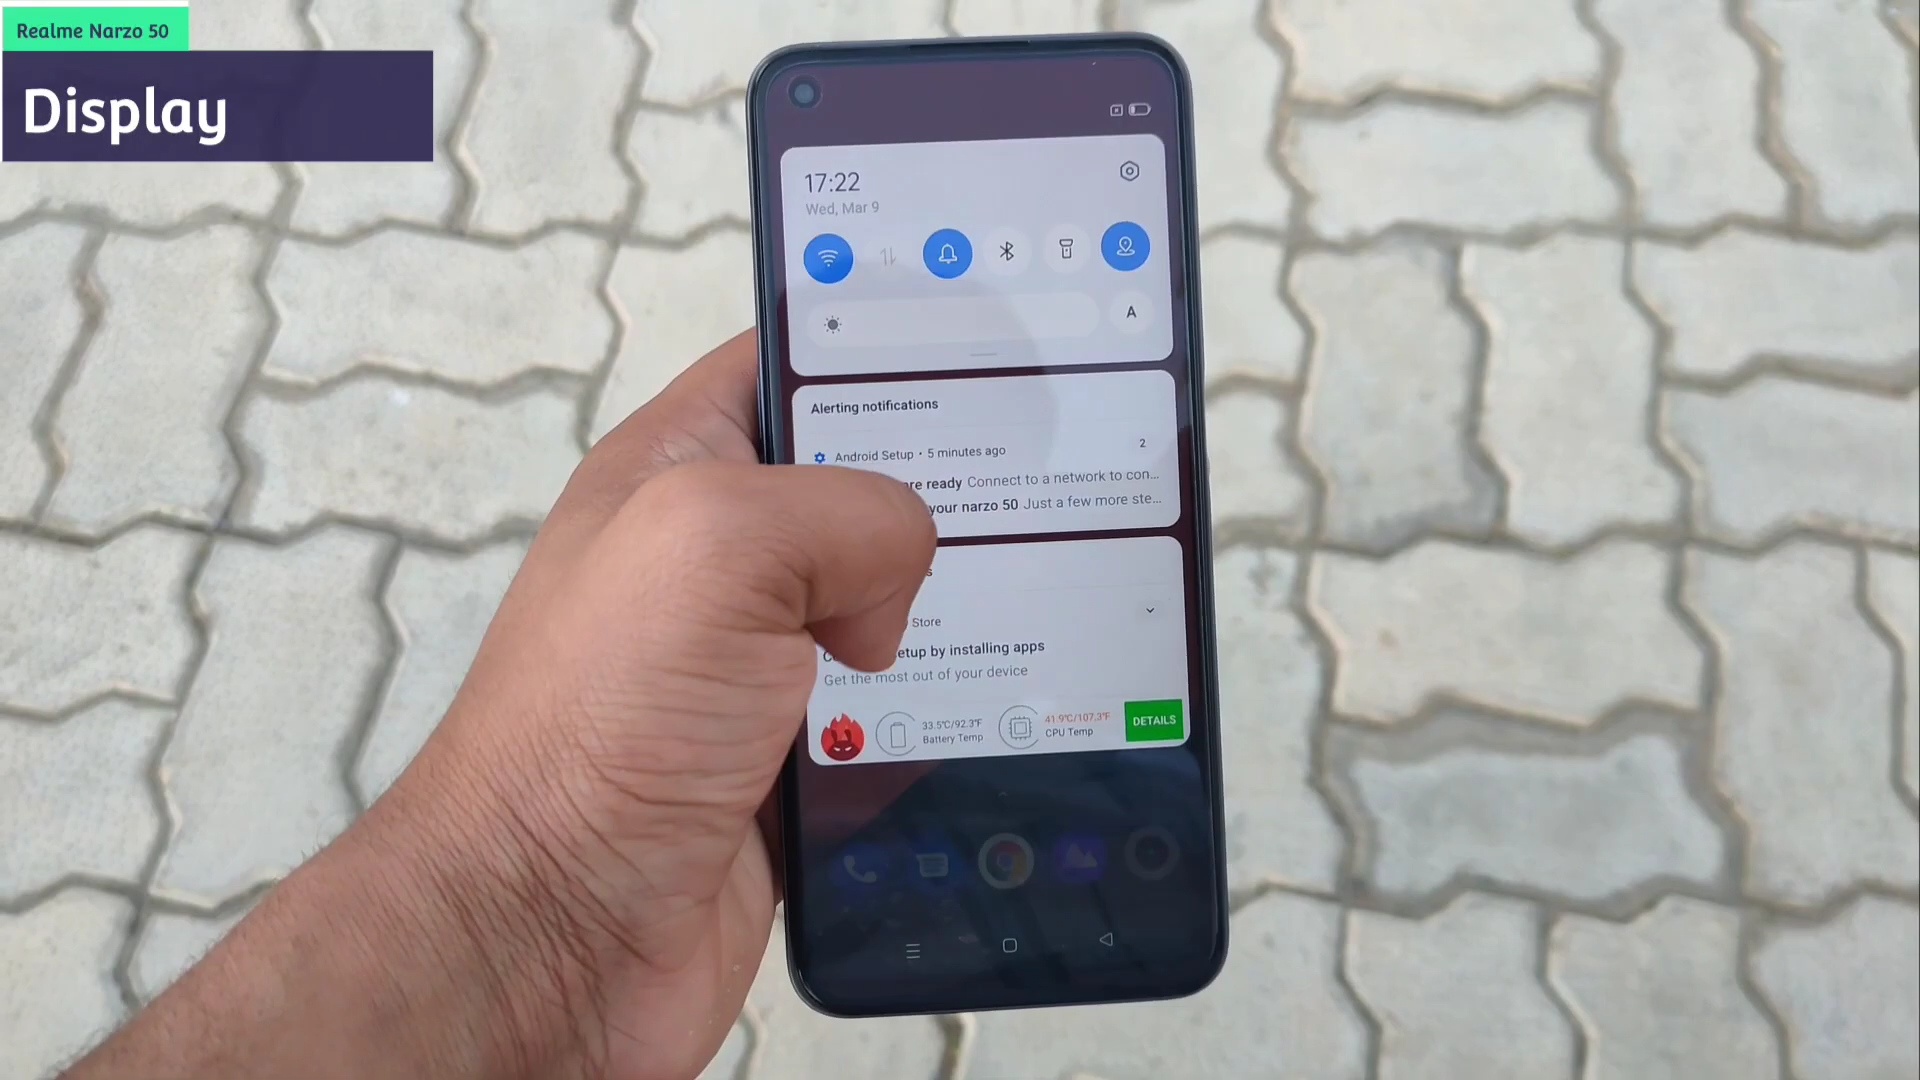 Realme Narzo 50
Display
17:22
Wed, Mar 9
A
Alerting notifications
Android Setup • 5 minutes ago
2
are ready Connect to a network to con...
your narzo 50 Just a few more ste...
Store
setup by installing apps
Get the most out of your device
33.5°C/92.3°F
Battery Temp
41.9°C/107.3°F
CPU Temp
DETAILS